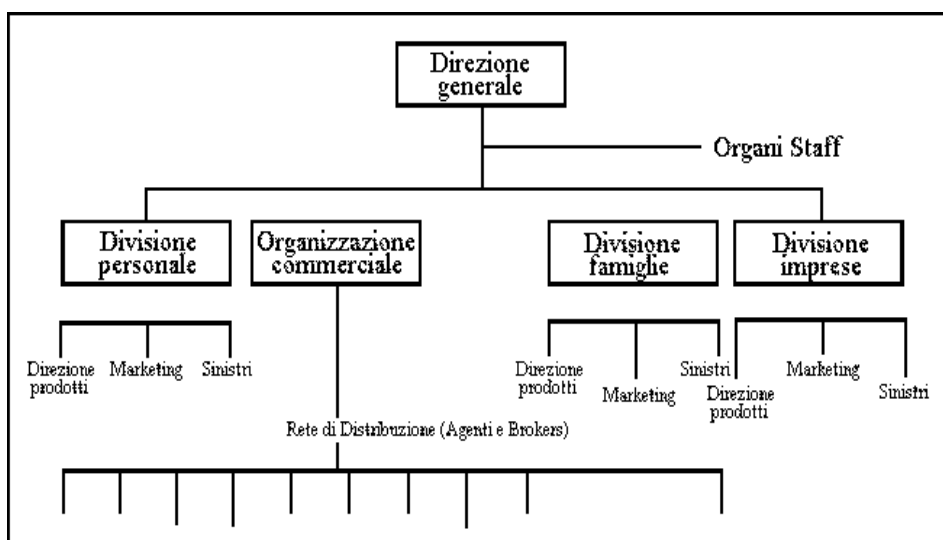 Direzione
generale
Organi Staff
Divisione
personale
Organizzazione
commerciale
Divisione
famiglie
Divisione
imprese
Direzione
prodotti
Marketing
Sinistri
Direzione
prodotti
Marketing
Sinistri
Direzione
prodotti
Marketing
Sinistri
Rete di Distribuzione (Agenti e Brokers)